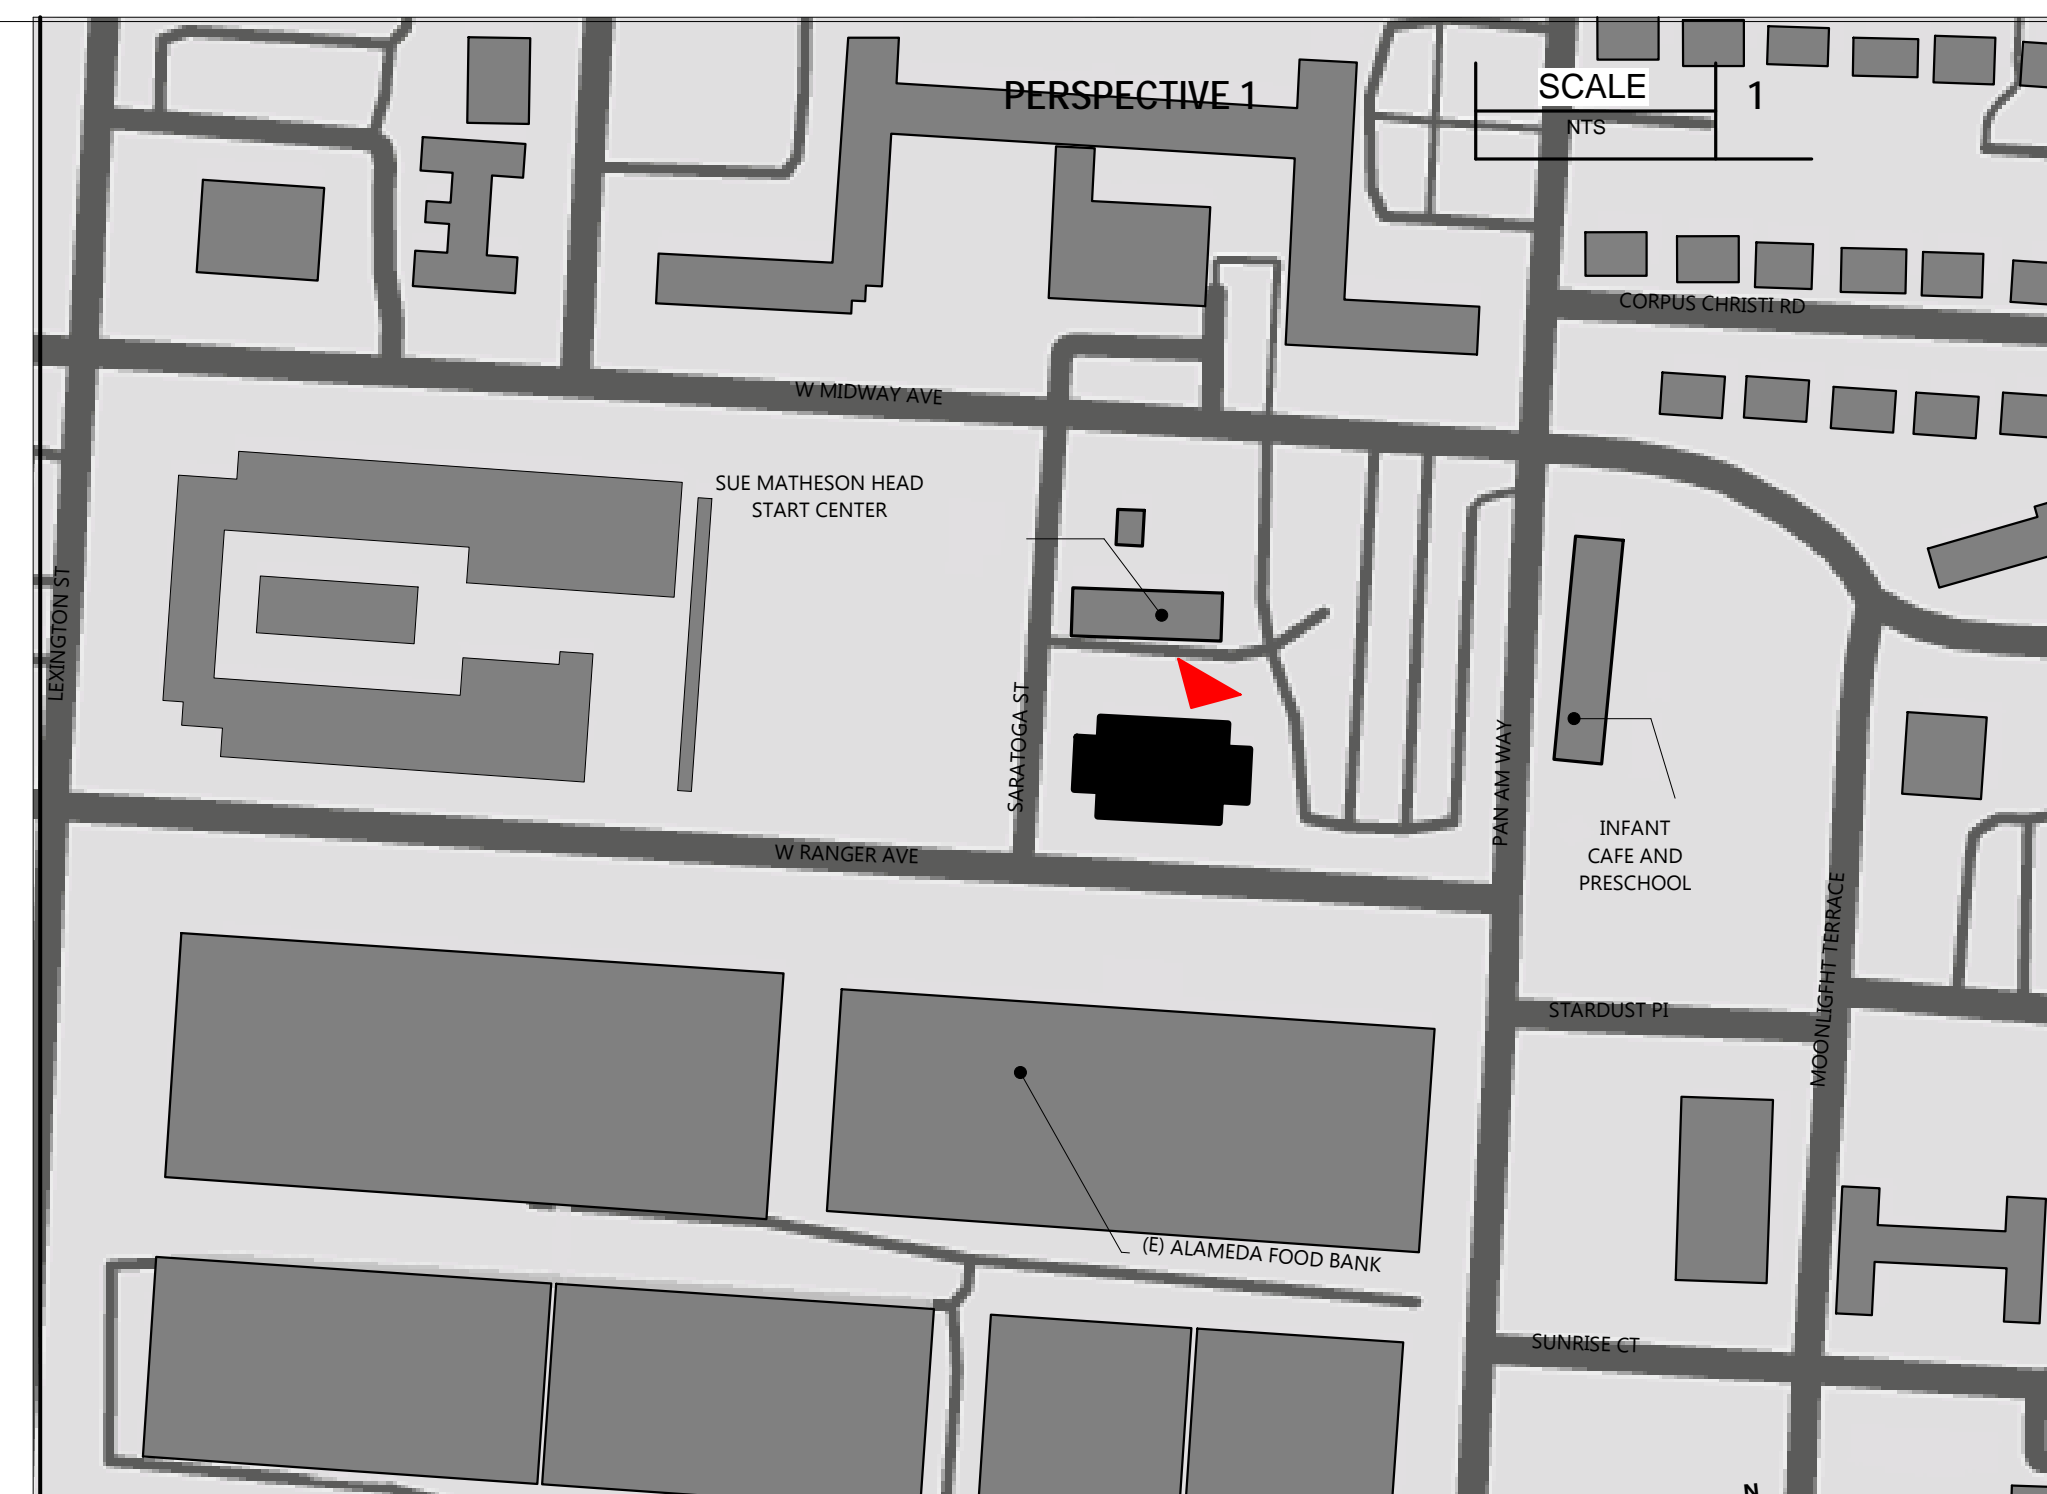 PERSPECTIVE 1
SCALE
1
NTS
CORPUS CHRISTI RD
W MIDWAY AVE
SUE MATHESON HEAD
START CENTER
LEXINGTON ST
SARATOGA ST
PAN AM WAY
INFANT
CAFE AND
PRESCHOOL
W RANGER AVE
MOONLIGFHT TERRACE
STARDUST PI
(E) ALAMEDA FOOD BANK
SUNRISE CT
N